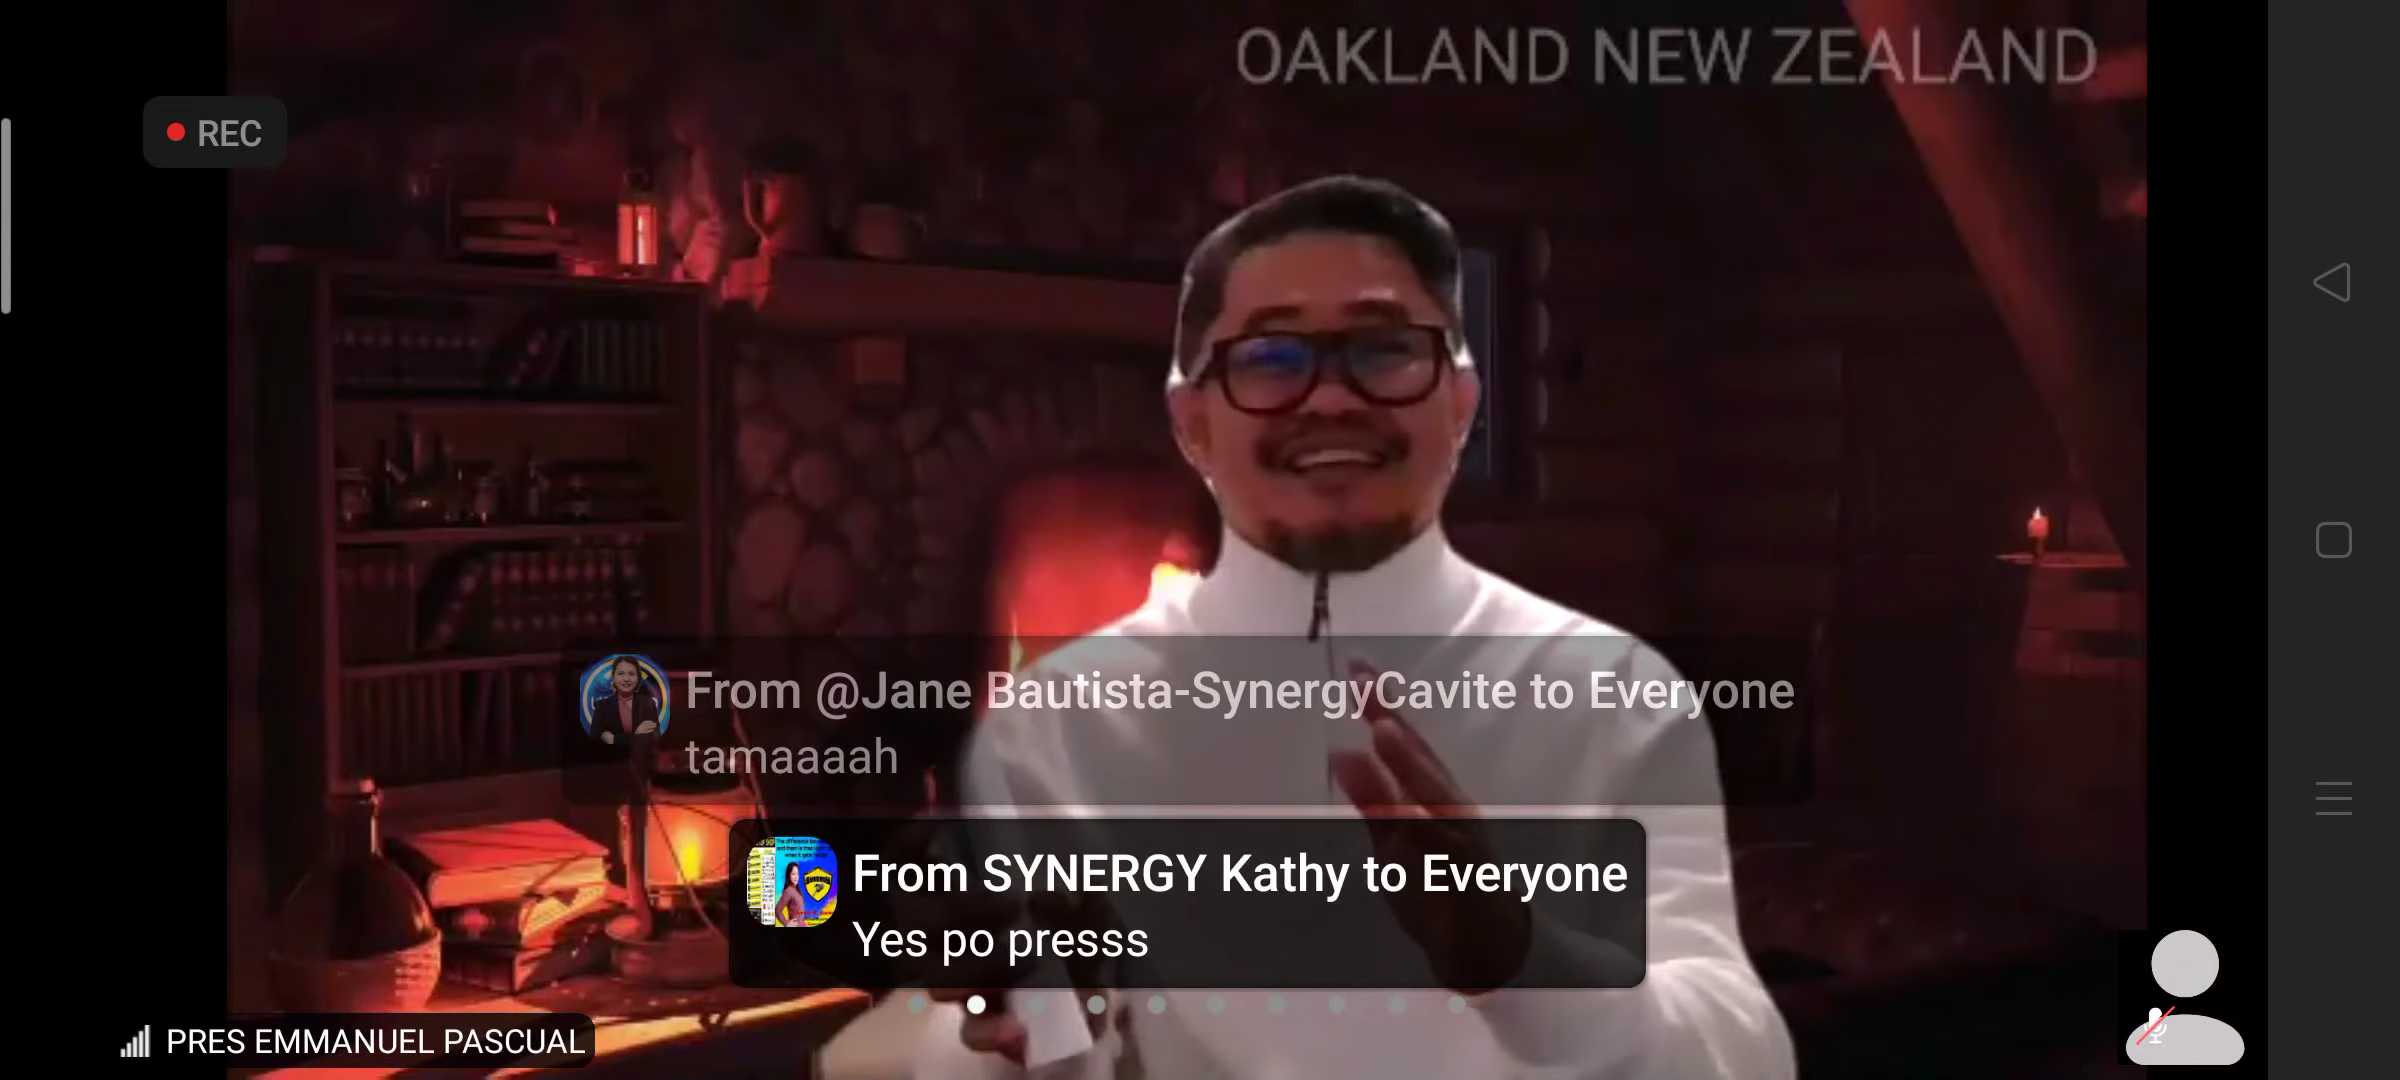 OAKLAND NEW ZEALAND
REC
From @Jane Bautista-SynergyCavite to Everyone
tamaaaah
From SYNERGY Kathy to Everyone
Yes po presss
PRES EMMANUEL PASCUAL